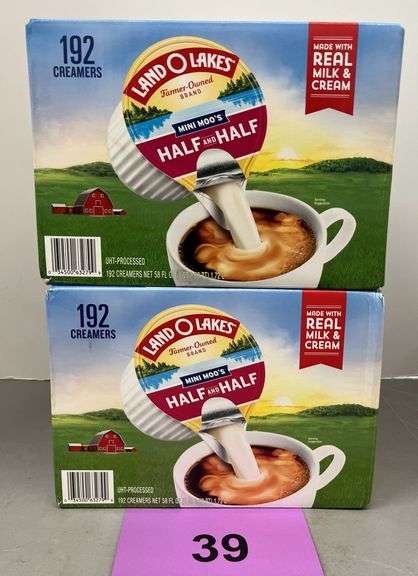 192
CREAMERS
LAND O LAKES
Farmer-Owned
BRAND
MINI MOO'S
HALF AND HALF
MADE WITH
REAL
MILK &
CREAM
UHT-PROCESSED
192 CREAMERS NET 58 FL
1.72 L
192
CREAMERS
LAND O LAKES
Farmer-Owned
BRAND
MINI MOO'S
HALF AND HALF
MADE WITH
REAL
MILK &
CREAM
UHT-PROCESSED
192 CREAMERS NET 58 FL
39